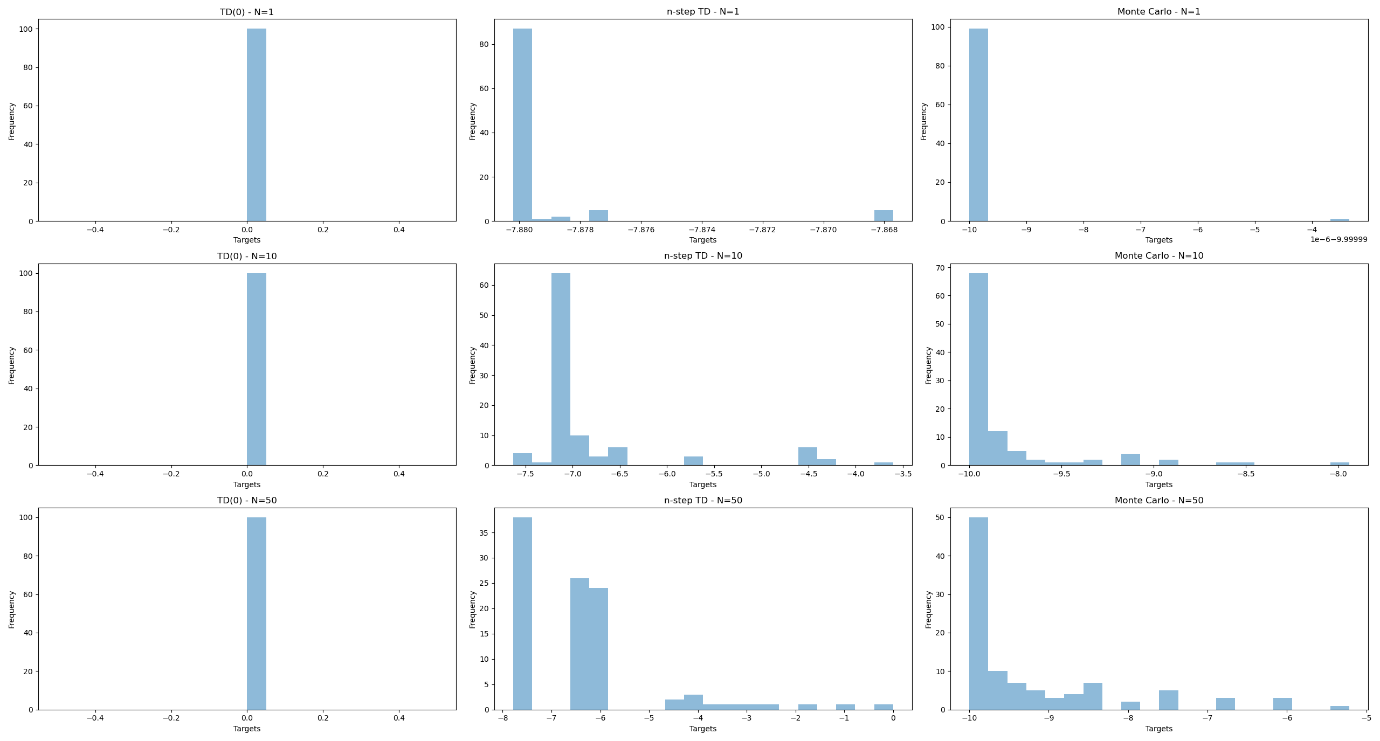 TD(0) - N=1
Frequency
100
80
60
40
20
0
−0.4 −0.2 0.0 0.2 0.4
Targets
n-step TD - N=1
Frequency
80
60
40
20
0
−7.880 −7.878 −7.876 −7.874 −7.872 −7.870 −7.868
Targets
Monte Carlo - N=1
Frequency
100
80
60
40
20
0
−10 −9 −8 −7 −6 −5 −4
Targets
1e−6−9.99999
TD(0) - N=10
Frequency
100
80
60
40
20
0
−0.4 −0.2 0.0 0.2 0.4
Targets
n-step TD - N=10
Frequency
60
50
40
30
20
10
0
−7.5 −7.0 −6.5 −6.0 −5.5 −5.0 −4.5 −4.0 −3.5
Targets
Monte Carlo - N=10
Frequency
70
60
50
40
30
20
10
0
−10.0 −9.5 −9.0 −8.5 −8.0
Targets
TD(0) - N=50
Frequency
100
80
60
40
20
0
−0.4 −0.2 0.0 0.2 0.4
Targets
n-step TD - N=50
Frequency
35
30
25
20
15
10
5
0
−8 −7 −6 −5 −4 −3 −2 −1 0
Targets
Monte Carlo - N=50
Frequency
50
40
30
20
10
0
−10 −9 −8 −7 −6 −5
Targets